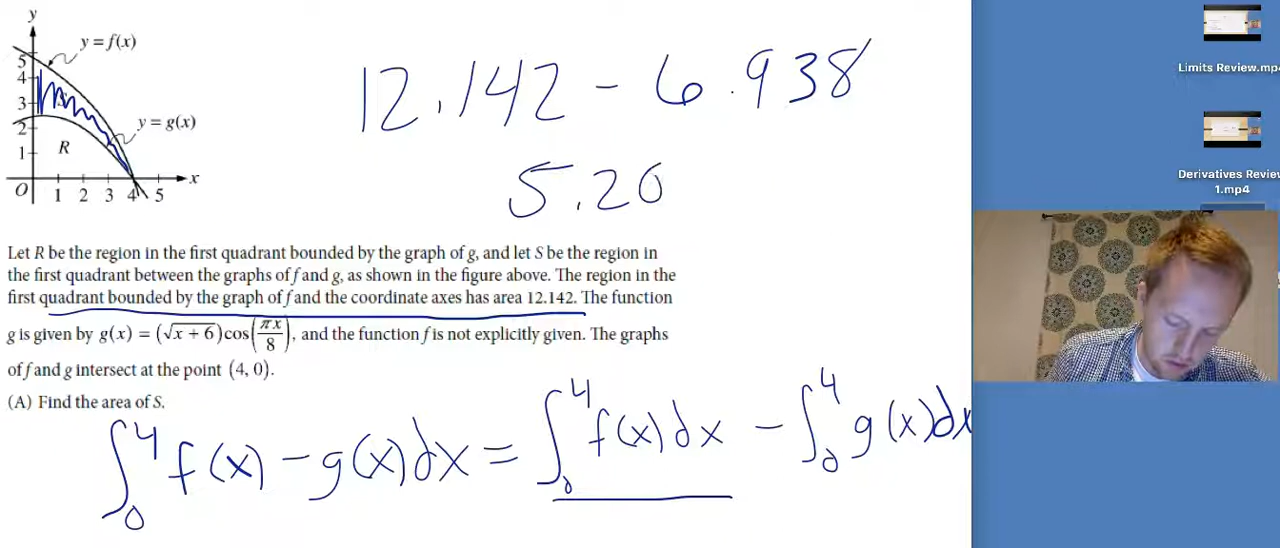 y
y = f(x)
5
4
3
y = g(x)
2
R
1
O 1 2 3 4 5 x
12.142 - 6.938
5.20
Let R be the region in the first quadrant bounded by the graph of g, and let S be the region in
the first quadrant between the graphs of f and g, as shown in the figure above. The region in the
first quadrant bounded by the graph of f and the coordinate axes has area 12.142. The function
g is given by g(x) = (√x + 6)cos(πx/8), and the function f is not explicitly given. The graphs
of f and g intersect at the point (4, 0).
(A) Find the area of S.
∫₀⁴ f(x) - g(x)dx = ∫₀⁴ f(x)dx - ∫₀⁴ g(x)dx
Limits Review.mp4
Derivatives Review
1.mp4